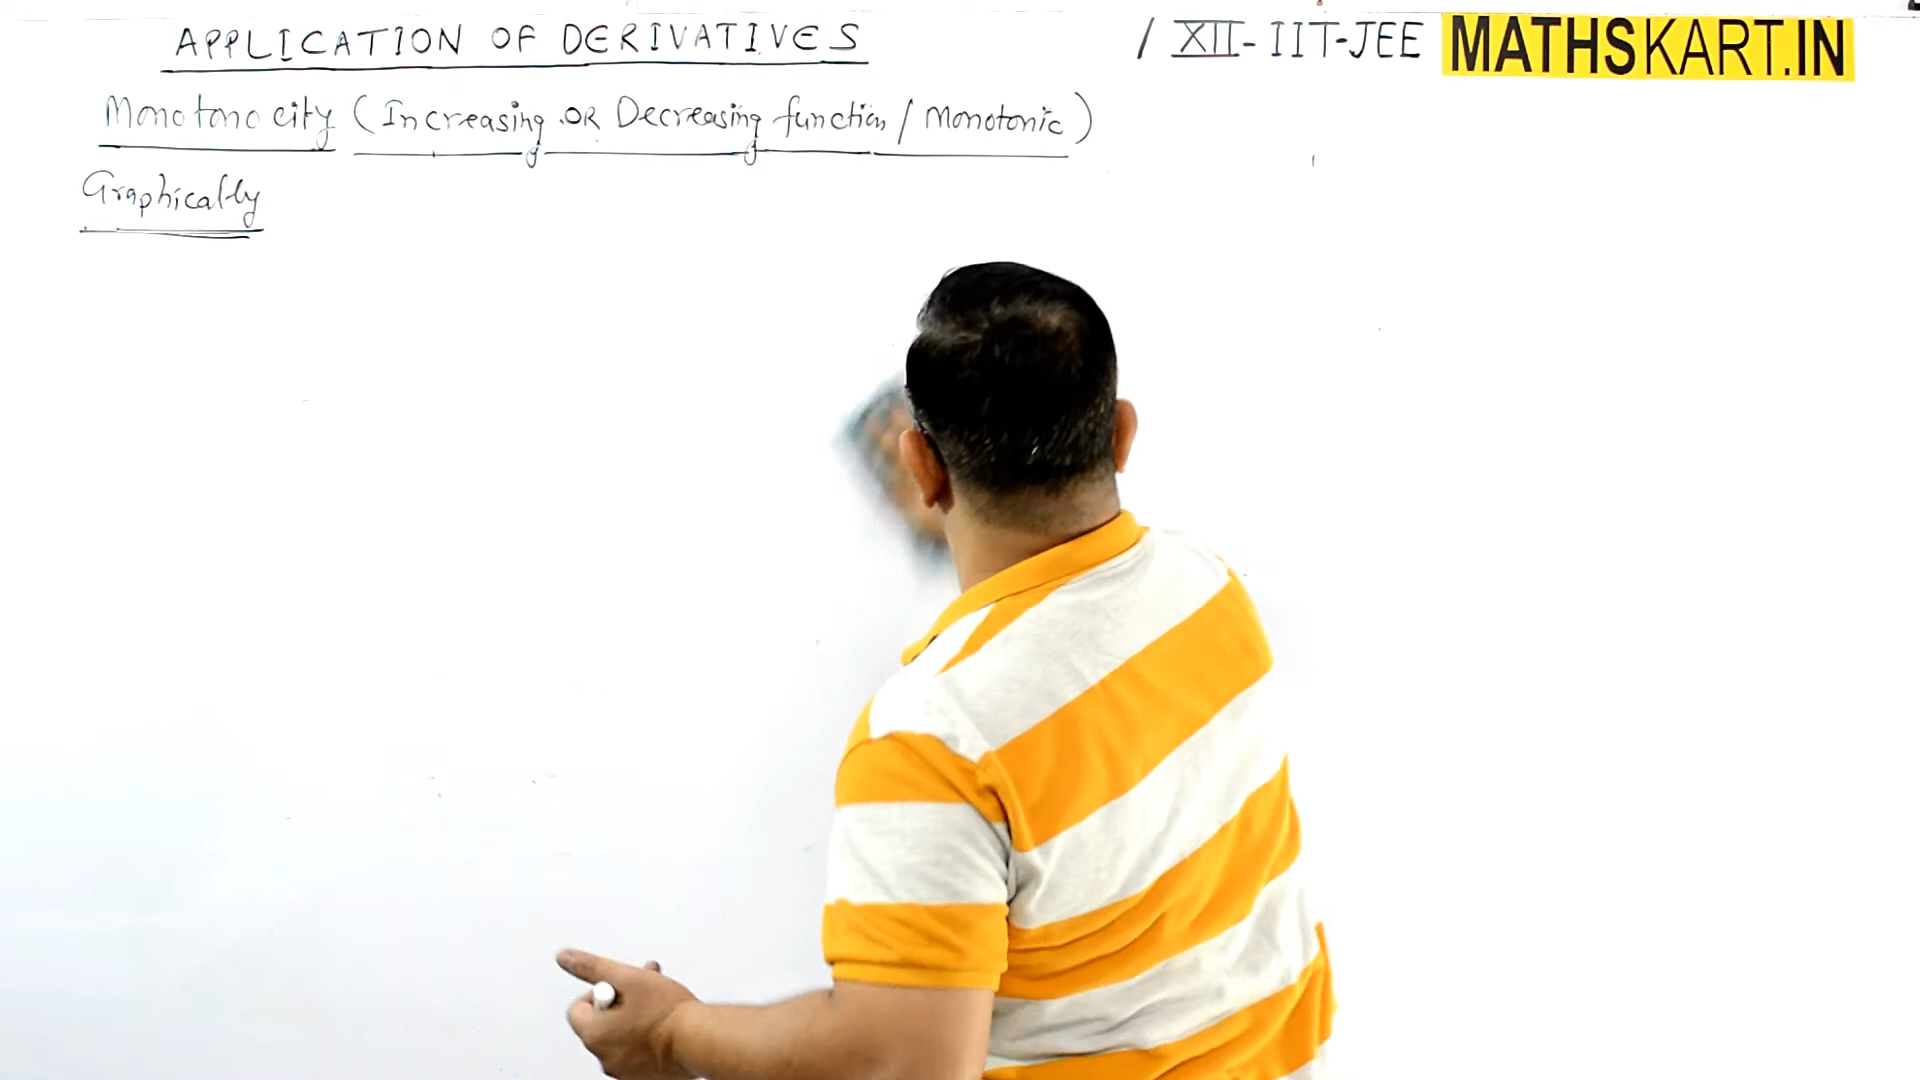 APPLICATION OF DERIVATIVES / XII - IIT-JEE MATHSKART.IN
Monotonocity (Increasing OR Decreasing function / Monotonic)
Graphically